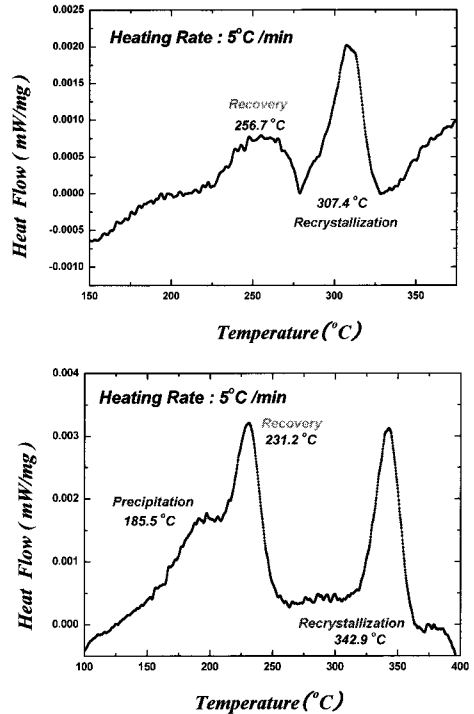 0.0025
Heating Rate : 5°C /min
0.0020
0.0015
Recovery
256.7 °C
0.0010
0.0005
0.0000
307.4 °C
-0.0005
Recrystallization
-0.0010
150 200 250 300 350
Heat Flow ( mW/mg )
Temperature (°C)
0.004
Heating Rate : 5°C /min
Recovery
231.2 °C
0.003
Precipitation
185.5 °C
0.002
0.001
Recrystallization
342.9 °C
0.000
100 150 200 250 300 350 400
Heat Flow ( mW/mg )
Temperature (°C)